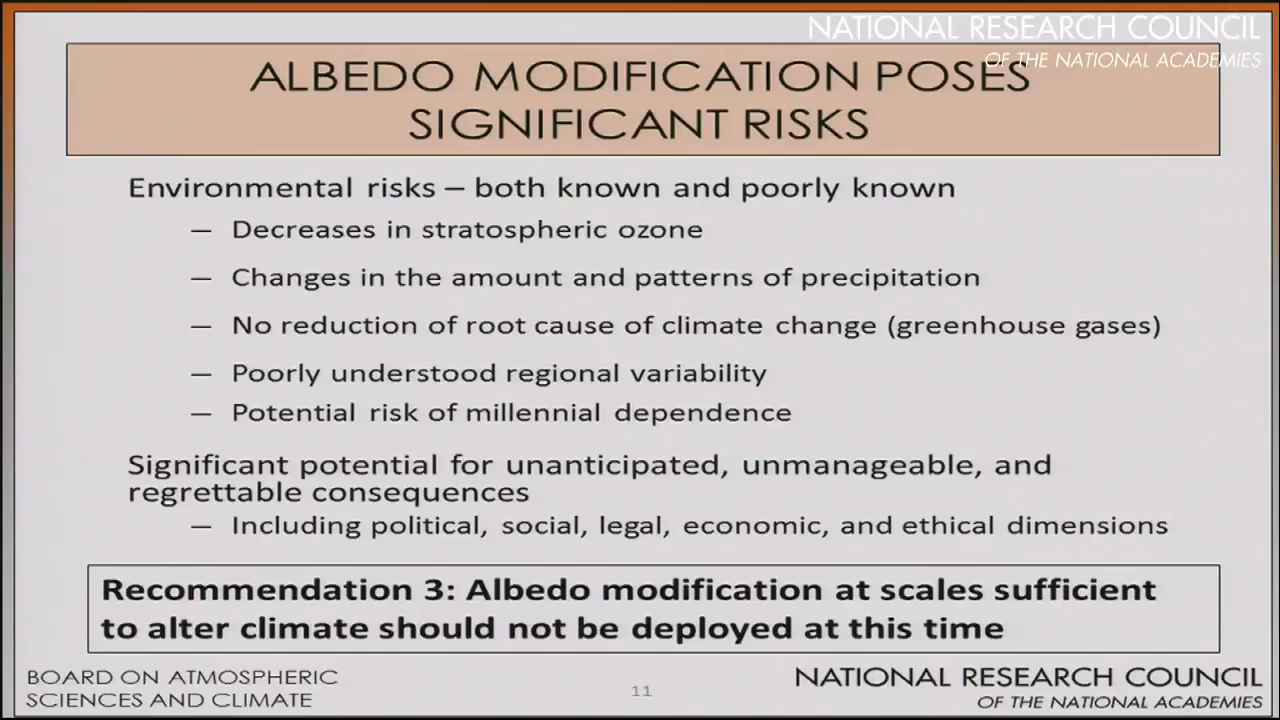 NATIONAL RESEARCH COUNCIL
OF THE NATIONAL ACADEMIES
ALBEDO MODIFICATION POSES
SIGNIFICANT RISKS
Environmental risks – both known and poorly known
— Decreases in stratospheric ozone
— Changes in the amount and patterns of precipitation
— No reduction of root cause of climate change (greenhouse gases)
— Poorly understood regional variability
— Potential risk of millennial dependence
Significant potential for unanticipated, unmanageable, and
regrettable consequences
— Including political, social, legal, economic, and ethical dimensions
Recommendation 3: Albedo modification at scales sufficient
to alter climate should not be deployed at this time
BOARD ON ATMOSPHERIC
SCIENCES AND CLIMATE
11
NATIONAL RESEARCH COUNCIL
OF THE NATIONAL ACADEMIES